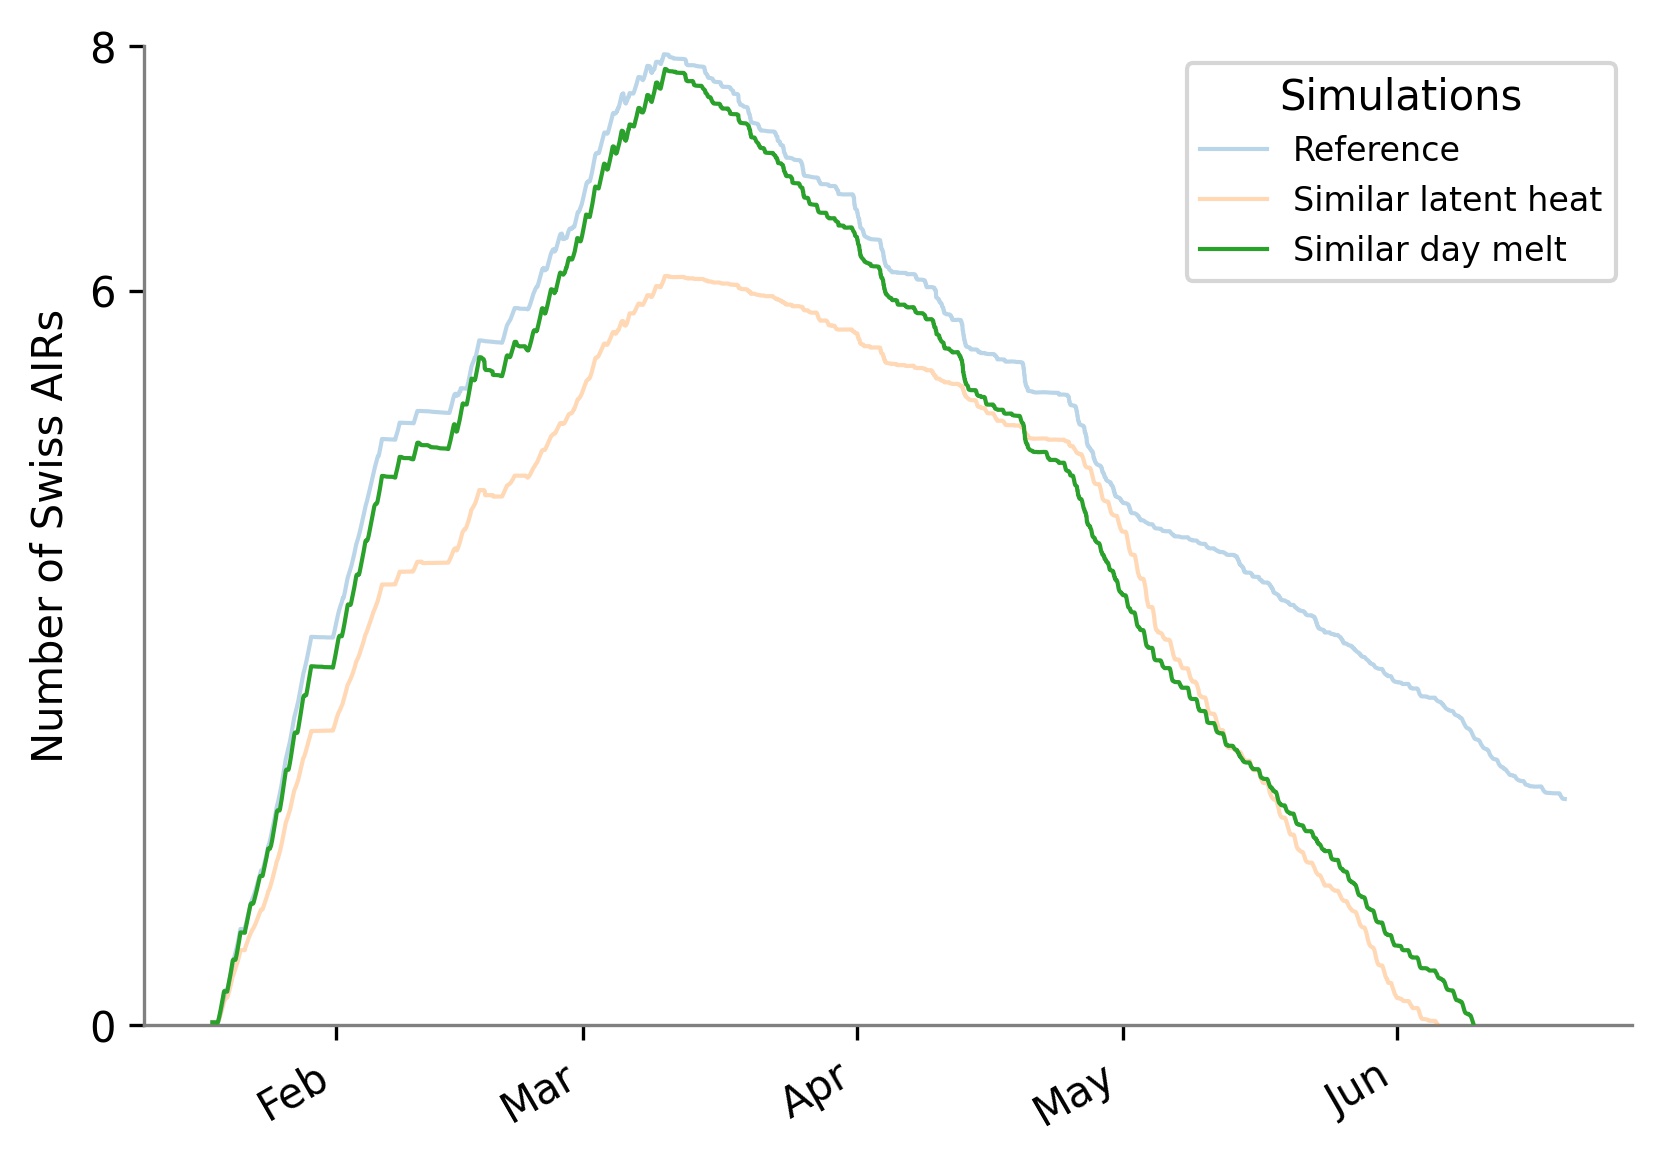 8
6
0
Number of Swiss AIRs
Simulations
Reference
Similar latent heat
Similar day melt
Feb
Mar
Apr
May
Jun